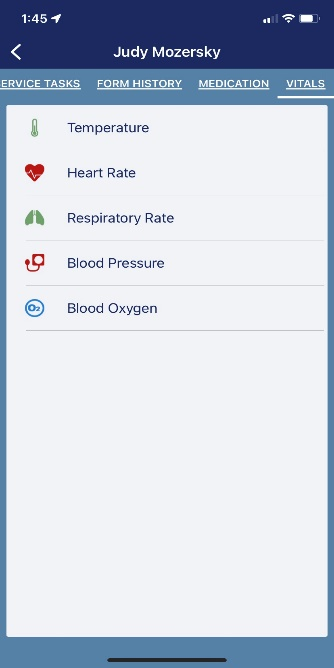 1:45
Judy Mozersky
ERVICE TASKS FORM HISTORY MEDICATION VITALS
Temperature
Heart Rate
Respiratory Rate
Blood Pressure
O2 Blood Oxygen